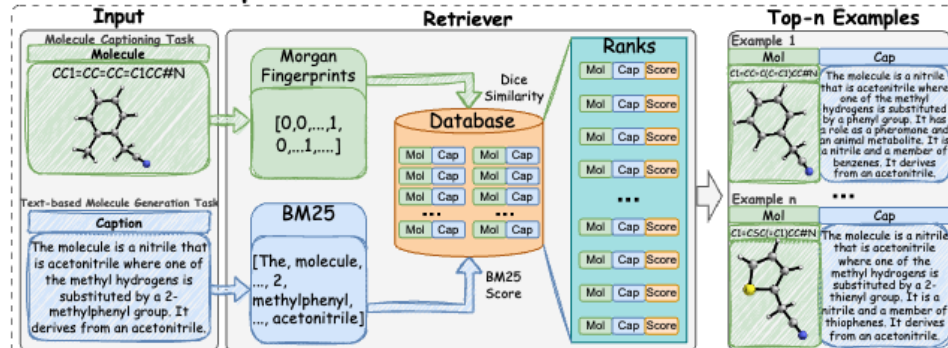 Input
Retriever
Top-n Examples
Molecule Captioning Task
Molecule
CC1=CC=CC=C1CC#N
Text-based Molecule Generation Task
Caption
The molecule is a nitrile that
is acetonitrile where one of
the methyl hydrogens is
substituted by a 2-
methylphenyl group. It
derives from an acetonitrile.
Morgan
Fingerprints
[0,0,...,1,
0,...1,....]
BM25
[The, molecule,
..., 2,
methylphenyl,
..., acetonitrile]
Dice
Similarity
Database
Mol Cap Mol Cap
Mol Cap Mol Cap
Mol Cap Mol Cap
... ...
Mol Cap Mol Cap
BM25
Score
Ranks
Mol Cap Score
Mol Cap Score
Mol Cap Score
Mol Cap Score
...
Mol Cap Score
Mol Cap Score
Mol Cap Score
Mol Cap Score
Example 1
Mol
Cap
C1=CC=C(C=C1)CC#N
The molecule is a nitrile
that is acetonitrile where
one of the methyl
hydrogens is substituted
by a phenyl group. It has
a role as a pheromone and
an animal metabolite. It is
a nitrile and a member of
benzenes. It derives
from an acetonitrile.
...
Example n
Mol
Cap
C1=CSC(=C1)CC#N
The molecule is a nitrile
that is acetonitrile
where one of the
methyl hydrogens is
substituted by a 2-
thienyl group. It is a
nitrile and a member of
thiophenes. It derives
from an acetonitrile.